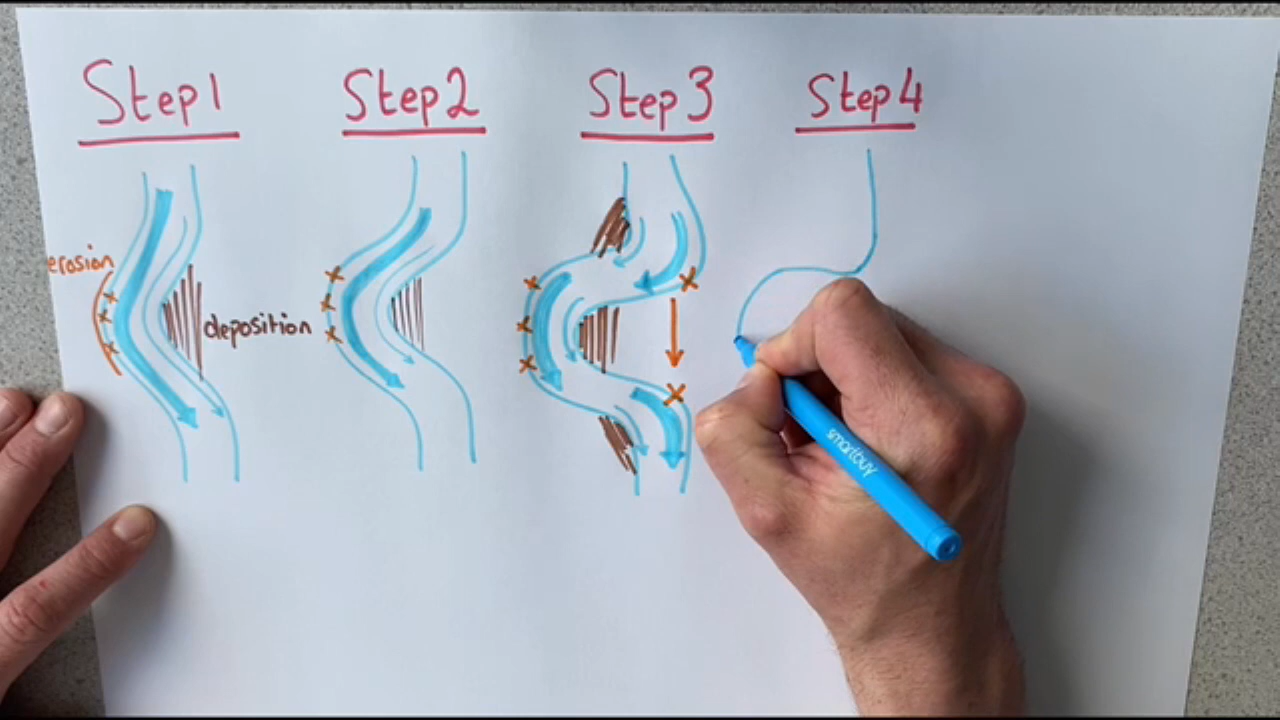 Step 1
Step 2
Step 3
Step 4
erosion
deposition
smartbuy